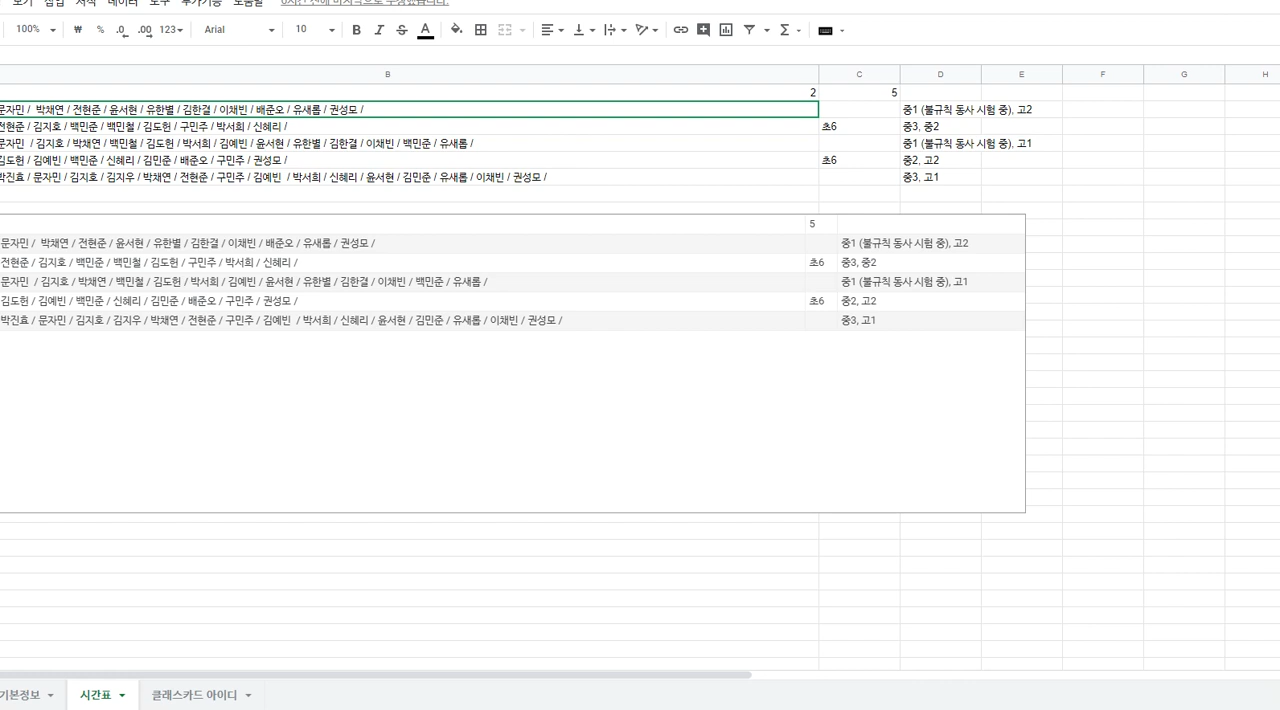 보기 삽입 서식 데이터 도구 부가기능 도움말
100% ₩ % .0 .00 123 Arial 10 B I S A Σ
B C D E F G H
2 5
문자민 / 박채연 / 전현준 / 윤서현 / 유한별 / 김한결 / 이채빈 / 배준오 / 유새롬 / 권성모 / 중1 (불규칙 동사 시험 중), 고2
전현준 / 김지호 / 백민준 / 백민철 / 김도헌 / 구민주 / 박서희 / 신혜리 / 초6 중3, 중2
문자민 / 김지호 / 박채연 / 백민철 / 김도헌 / 박서희 / 김예빈 / 윤서현 / 유한별 / 김한결 / 이채빈 / 백민준 / 유새롬 / 중1 (불규칙 동사 시험 중), 고1
김도헌 / 김예빈 / 백민준 / 신혜리 / 김민준 / 배준오 / 구민주 / 권성모 / 초6 중2, 고2
박진효 / 문자민 / 김지호 / 김지우 / 박채연 / 전현준 / 구민주 / 김예빈 / 박서희 / 신혜리 / 윤서현 / 김민준 / 유새롬 / 이채빈 / 권성모 / 중3, 고1
5
문자민 / 박채연 / 전현준 / 윤서현 / 유한별 / 김한결 / 이채빈 / 배준오 / 유새롬 / 권성모 / 중1 (불규칙 동사 시험 중), 고2
전현준 / 김지호 / 백민준 / 백민철 / 김도헌 / 구민주 / 박서희 / 신혜리 / 초6 중3, 중2
문자민 / 김지호 / 박채연 / 백민철 / 김도헌 / 박서희 / 김예빈 / 윤서현 / 유한별 / 김한결 / 이채빈 / 백민준 / 유새롬 / 중1 (불규칙 동사 시험 중), 고1
김도헌 / 김예빈 / 백민준 / 신혜리 / 김민준 / 배준오 / 구민주 / 권성모 / 초6 중2, 고2
박진효 / 문자민 / 김지호 / 김지우 / 박채연 / 전현준 / 구민주 / 김예빈 / 박서희 / 신혜리 / 윤서현 / 김민준 / 유새롬 / 이채빈 / 권성모 / 중3, 고1
기본정보 시간표 클래스카드 아이디